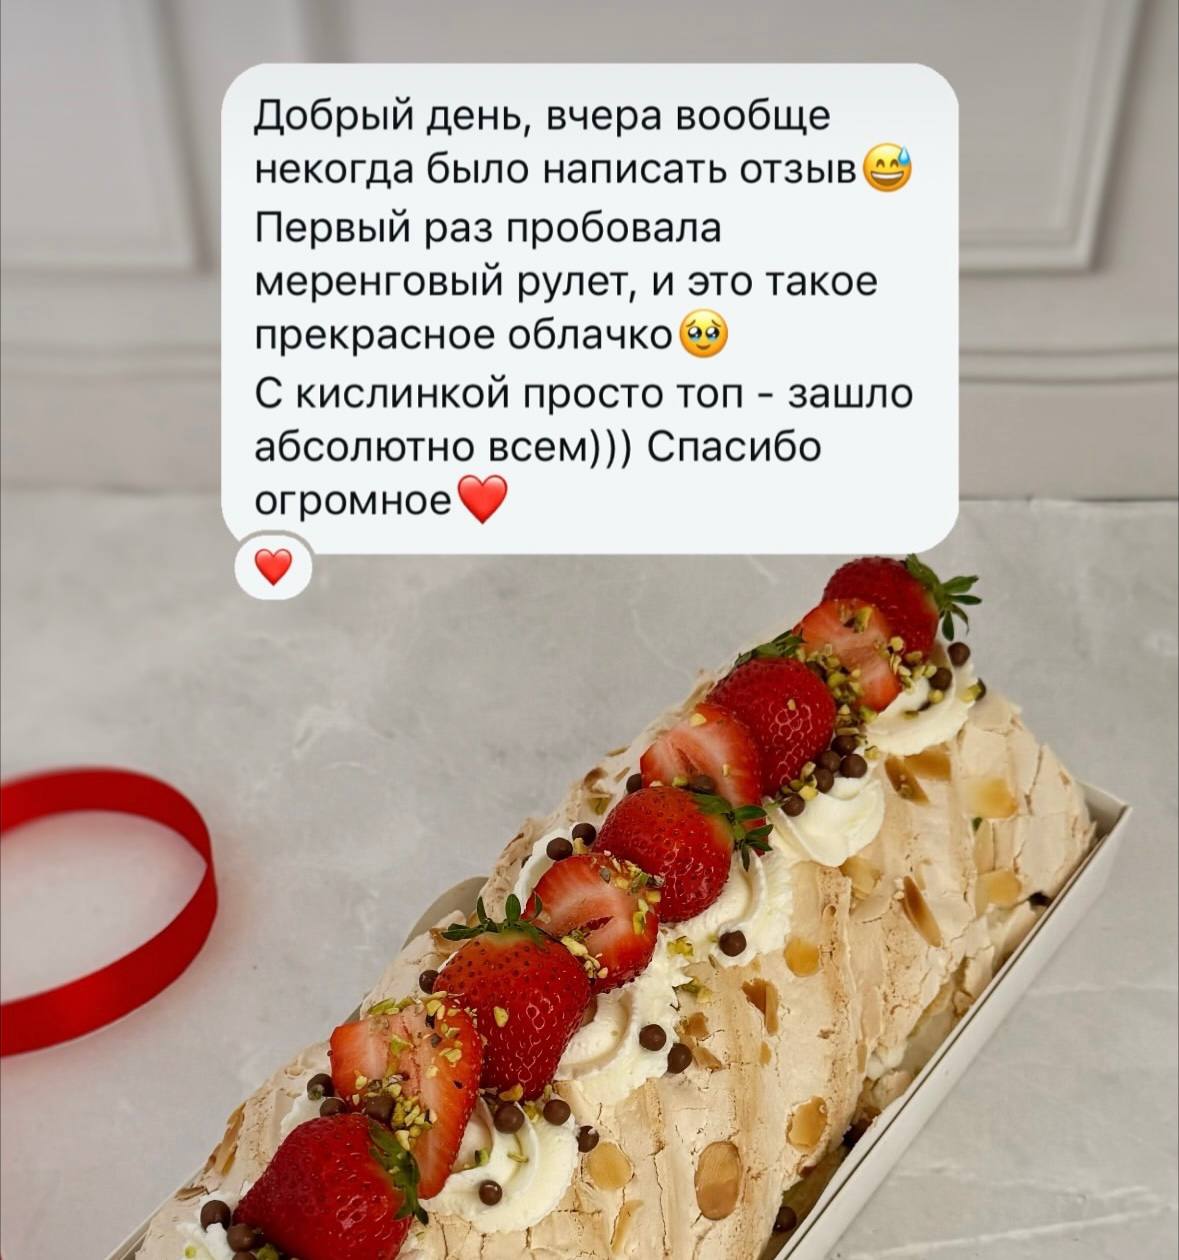 Добрый день, вчера вообще
некогда было написать отзыв😅
Первый раз пробовала
меренговый рулет, и это такое
прекрасное облачко🥹
С кислинкой просто топ - зашло
абсолютно всем))) Спасибо
огромное❤️
❤️